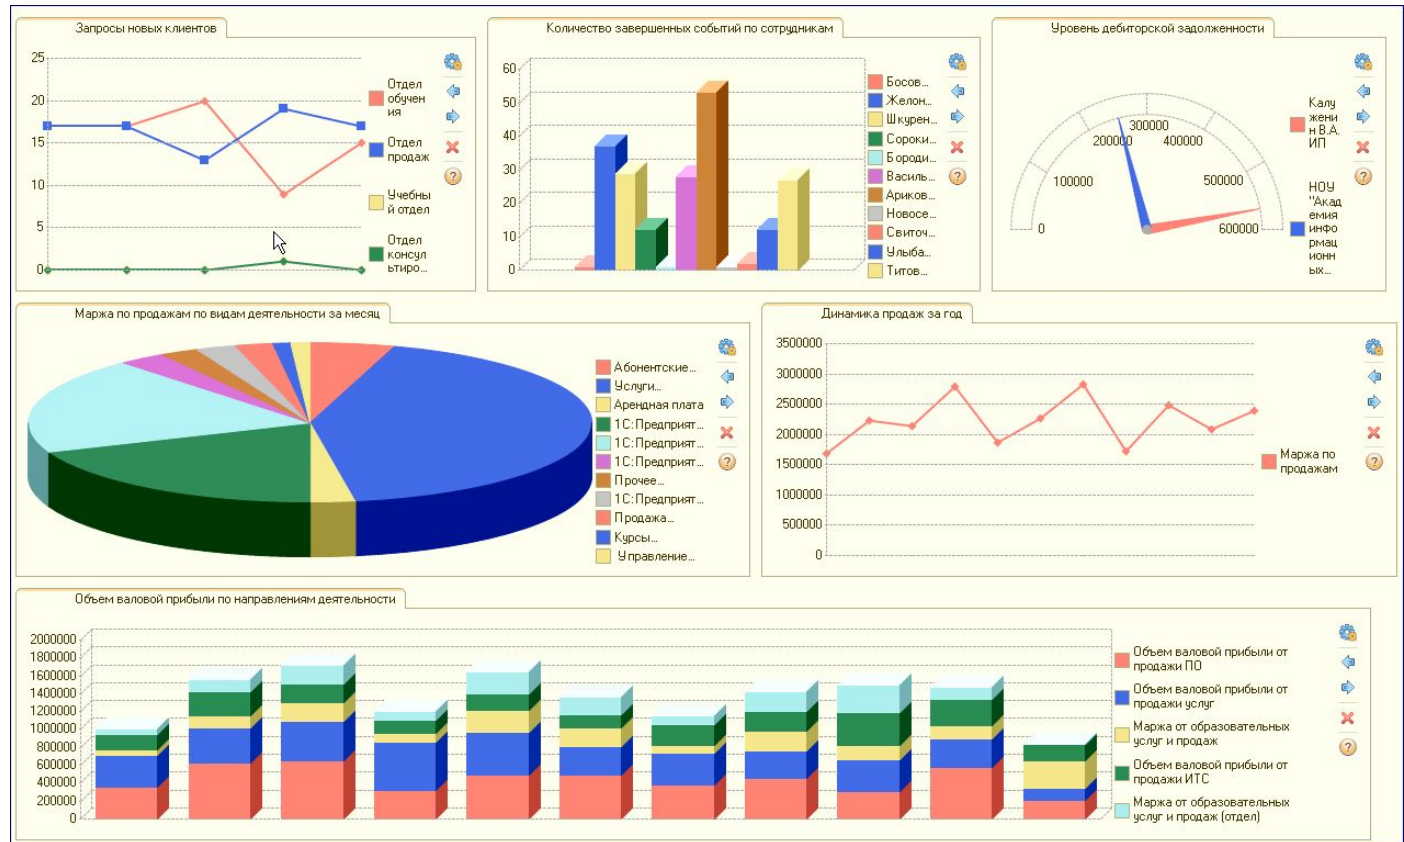 Запросы новых клиентов
25
20
15
10
5
0
Отдел
обучен
ия
Отдел
продаж
Учебны
й отдел
Отдел
консул
ьтиро...
Количество завершенных событий по сотрудникам
60
50
40
30
20
10
0
Босов...
Желон...
Шкурен...
Сороки...
Бороди...
Василь...
Ариков...
Новосе...
Свиточ...
Улыба...
Титов...
Уровень дебиторской задолженности
0
100000
200000
300000
400000
500000
600000
Калу
жени
н В.А.
ИП
НОУ
"Акад
емия
инфо
рмац
ионн
ых...
Маржа по продажам по видам деятельности за месяц
Абонентские...
Услуги...
Арендная плата
1С:Предприят...
1С:Предприят...
1С:Предприят...
Прочее...
1С:Предприят...
Продажа...
Курсы...
Управление...
Динамика продаж за год
3500000
3000000
2500000
2000000
1500000
1000000
500000
0
Маржа по
продажам
Объем валовой прибыли по направлениям деятельности
2000000
1800000
1600000
1400000
1200000
1000000
800000
600000
400000
200000
0
Объем валовой прибыли от
продажи ПО
Объем валовой прибыли от
продажи услуг
Маржа от образовательных
услуг и продаж
Объем валовой прибыли от
продажи ИТС
Маржа от образовательных
услуг и продаж (отдел)